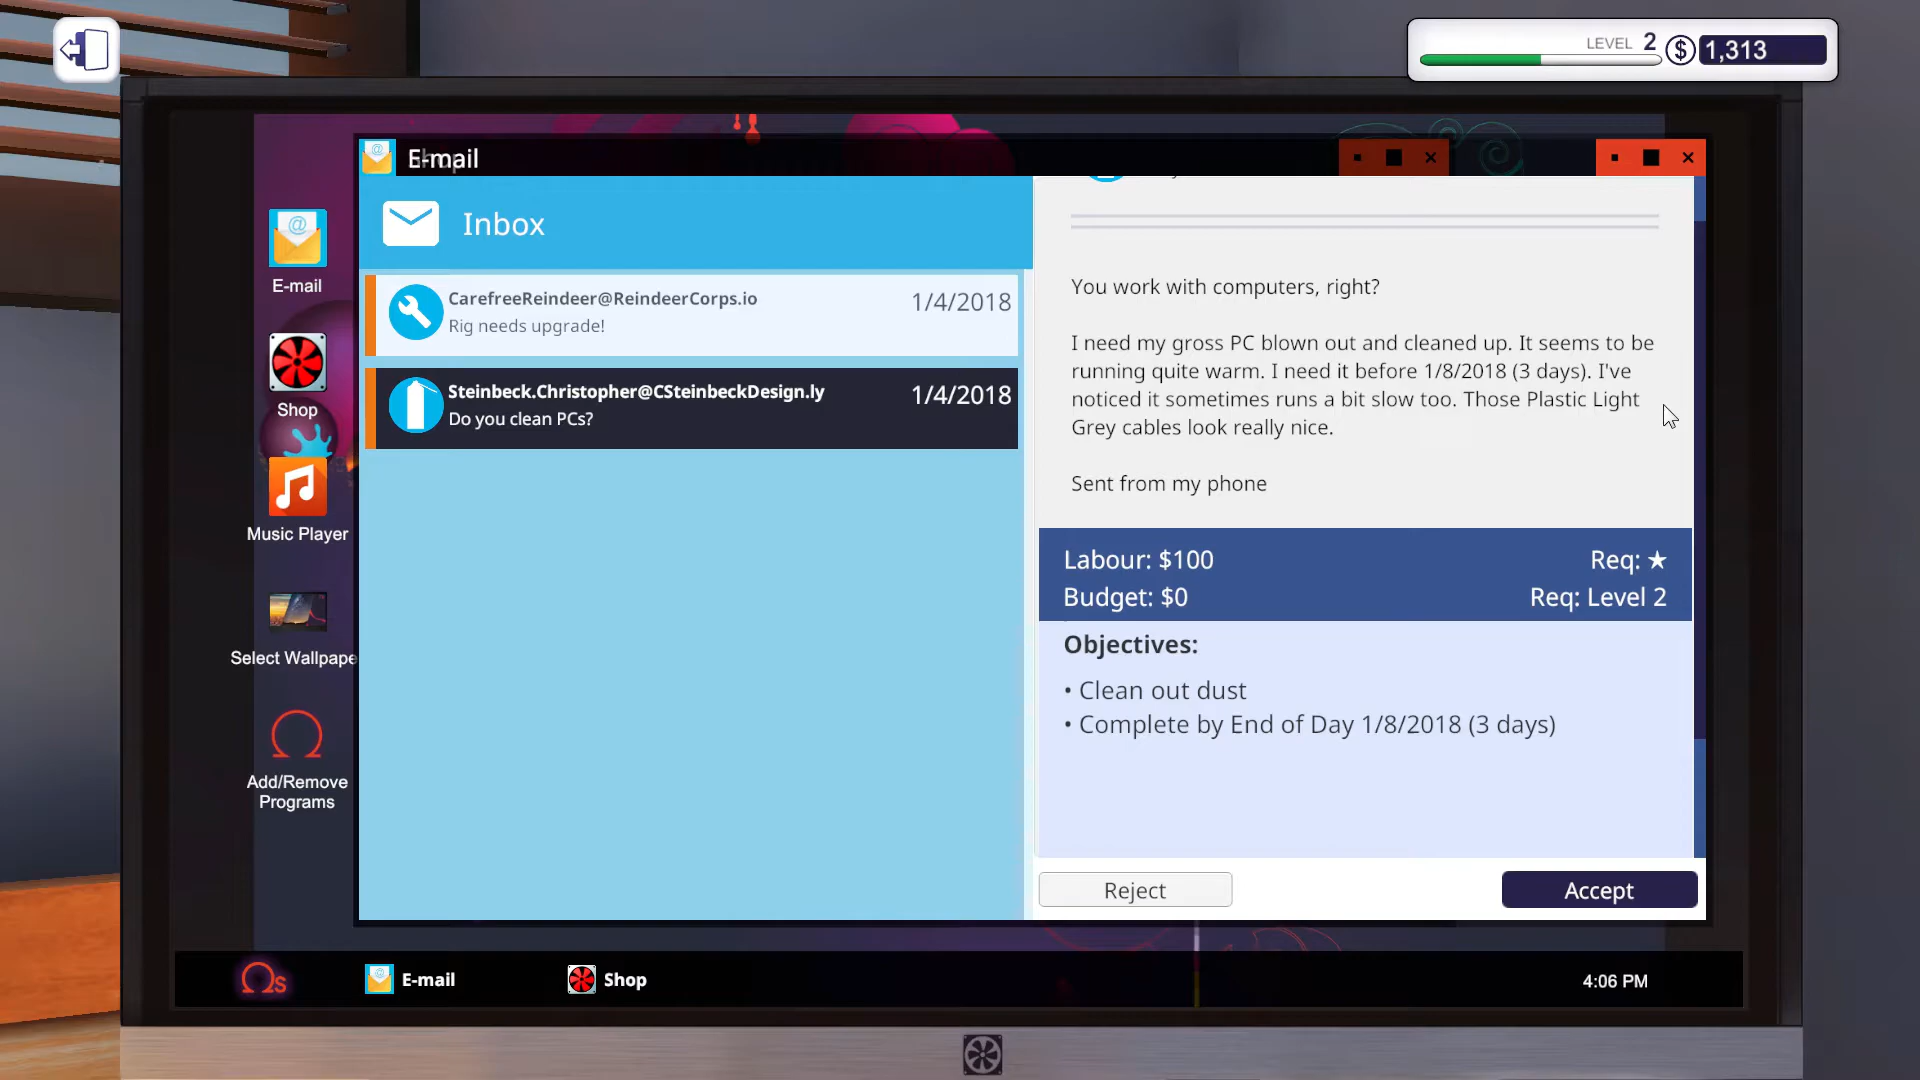 LEVEL 2
$ 1,313
E-mail
Inbox
CarefreeReindeer@ReindeerCorps.io
1/4/2018
Rig needs upgrade!
Steinbeck.Christopher@CSteinbeckDesign.ly
1/4/2018
Do you clean PCs?
You work with computers, right?
I need my gross PC blown out and cleaned up. It seems to be
running quite warm. I need it before 1/8/2018 (3 days). I've
noticed it sometimes runs a bit slow too. Those Plastic Light
Grey cables look really nice.
Sent from my phone
Labour: $100
Req: ★
Budget: $0
Req: Level 2
Objectives:
• Clean out dust
• Complete by End of Day 1/8/2018 (3 days)
Reject
Accept
E-mail
Shop
Music Player
Select Wallpape
Add/Remove
Programs
Ωs
E-mail
Shop
4:06 PM